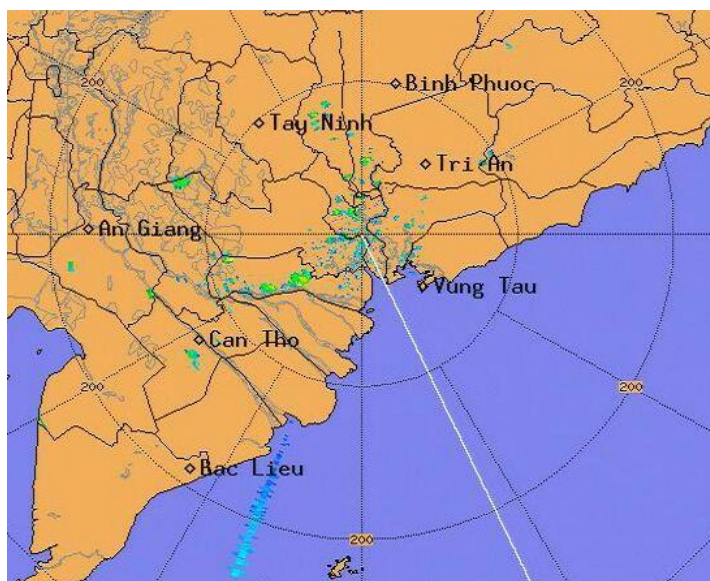 200
Binh Phuoc
200
Tay Ninh
Tri An
An Giang
Vung Tau
Can Tho
200
200
Bac Lieu
200